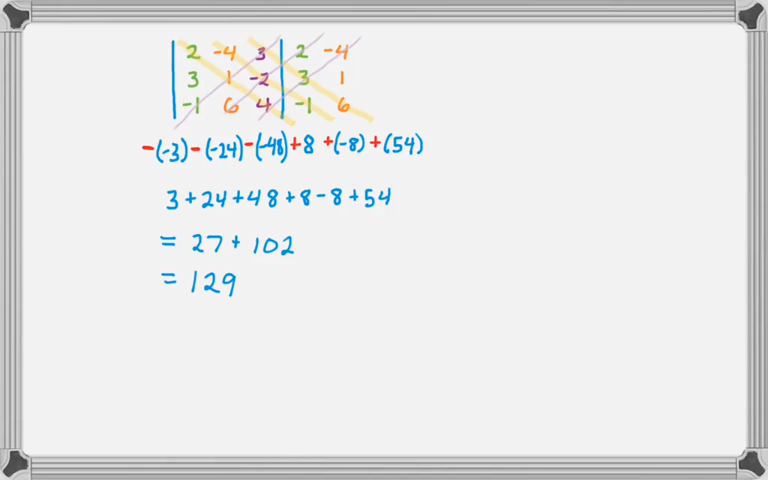 2 -4 3 2 -4
3 1 -2 3 1
-1 6 4 -1 6
-(-3) - (-24) - (-48) + 8 + (-8) + (54)
3 + 24 + 48 + 8 - 8 + 54
= 27 + 102
= 129